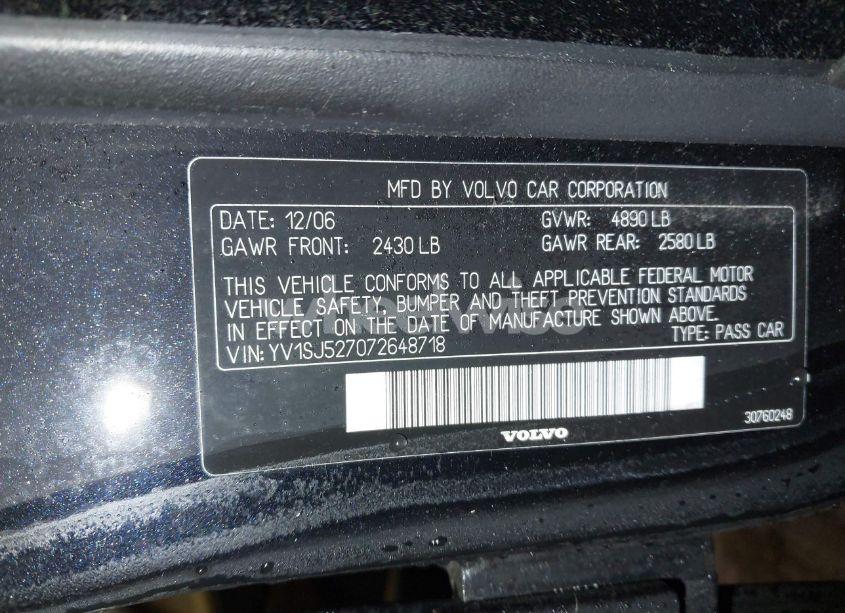 MFD BY VOLVO CAR CORPORATION
DATE: 12/06 GVWR: 4890 LB
GAWR FRONT: 2430 LB GAWR REAR: 2580 LB
THIS VEHICLE CONFORMS TO ALL APPLICABLE FEDERAL MOTOR
VEHICLE SAFETY, BUMPER AND THEFT PREVENTION STANDARDS
IN EFFECT ON THE DATE OF MANUFACTURE SHOWN ABOVE.
VIN: YV1SJ527072648718 TYPE: PASS CAR
30760248
VOLVO